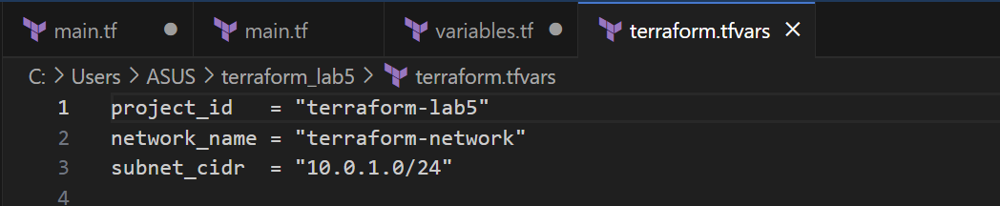 main.tf main.tf variables.tf terraform.tfvars
C: > Users > ASUS > terraform_lab5 > terraform.tfvars
1 project_id   = "terraform-lab5"
2 network_name = "terraform-network"
3 subnet_cidr  = "10.0.1.0/24"
4